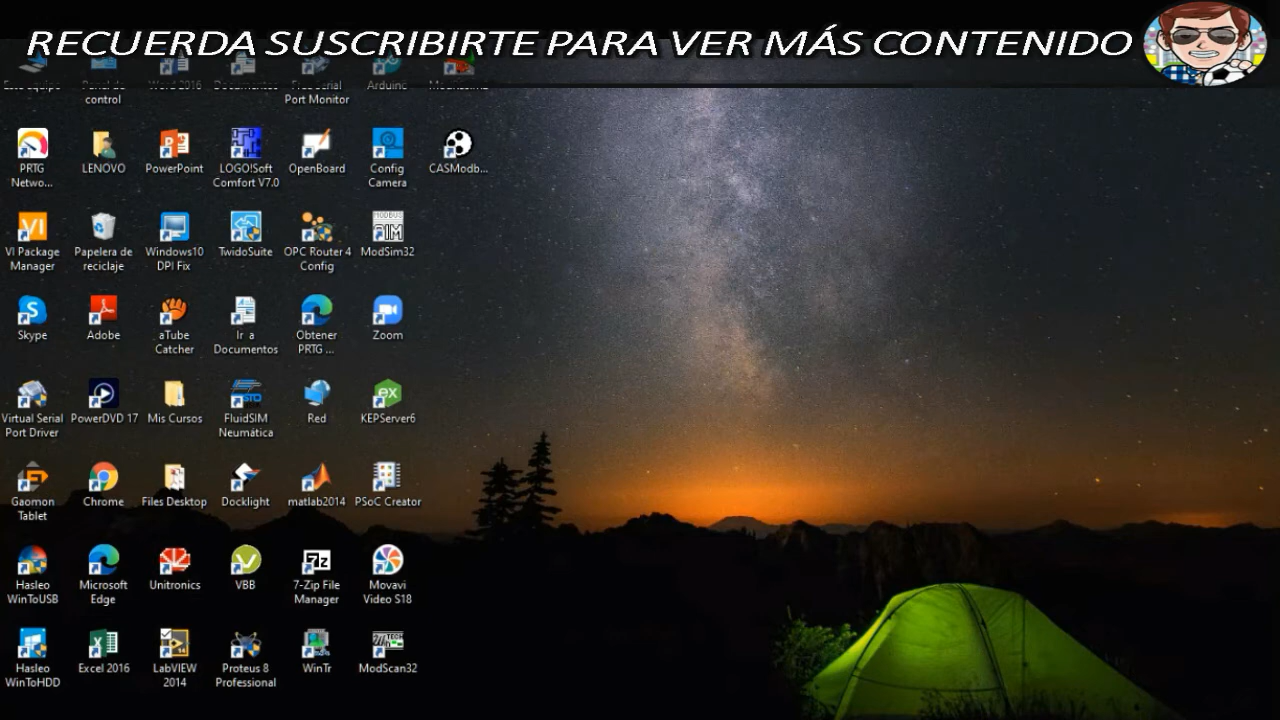 RECUERDA SUSCRIBIRTE PARA VER MÁS CONTENIDO
Este equipo
Panel de
control
Word 2016
Documentos
Free Serial
Port Monitor
Arduino
PRTG
Netwo...
LENOVO
PowerPoint
LOGO!Soft
Comfort V7.0
OpenBoard
Config
Camera
CASModb...
VI Package
Manager
Papelera de
reciclaje
Windows10
DPI Fix
TwidoSuite
OPC Router 4
Config
ModSim32
Skype
Adobe
aTube
Catcher
Ir a
Documentos
Obtener
PRTG ...
Zoom
Virtual Serial
Port Driver
PowerDVD 17
Mis Cursos
FluidSIM
Neumática
Red
KEPServer6
Gaomon
Tablet
Chrome
Files Desktop
Docklight
matlab2014
PSoC Creator
Hasleo
WinToUSB
Microsoft
Edge
Unitronics
VBB
7-Zip File
Manager
Movavi
Video S18
Hasleo
WinToHDD
Excel 2016
LabVIEW
2014
Proteus 8
Professional
WinTr
ModScan32